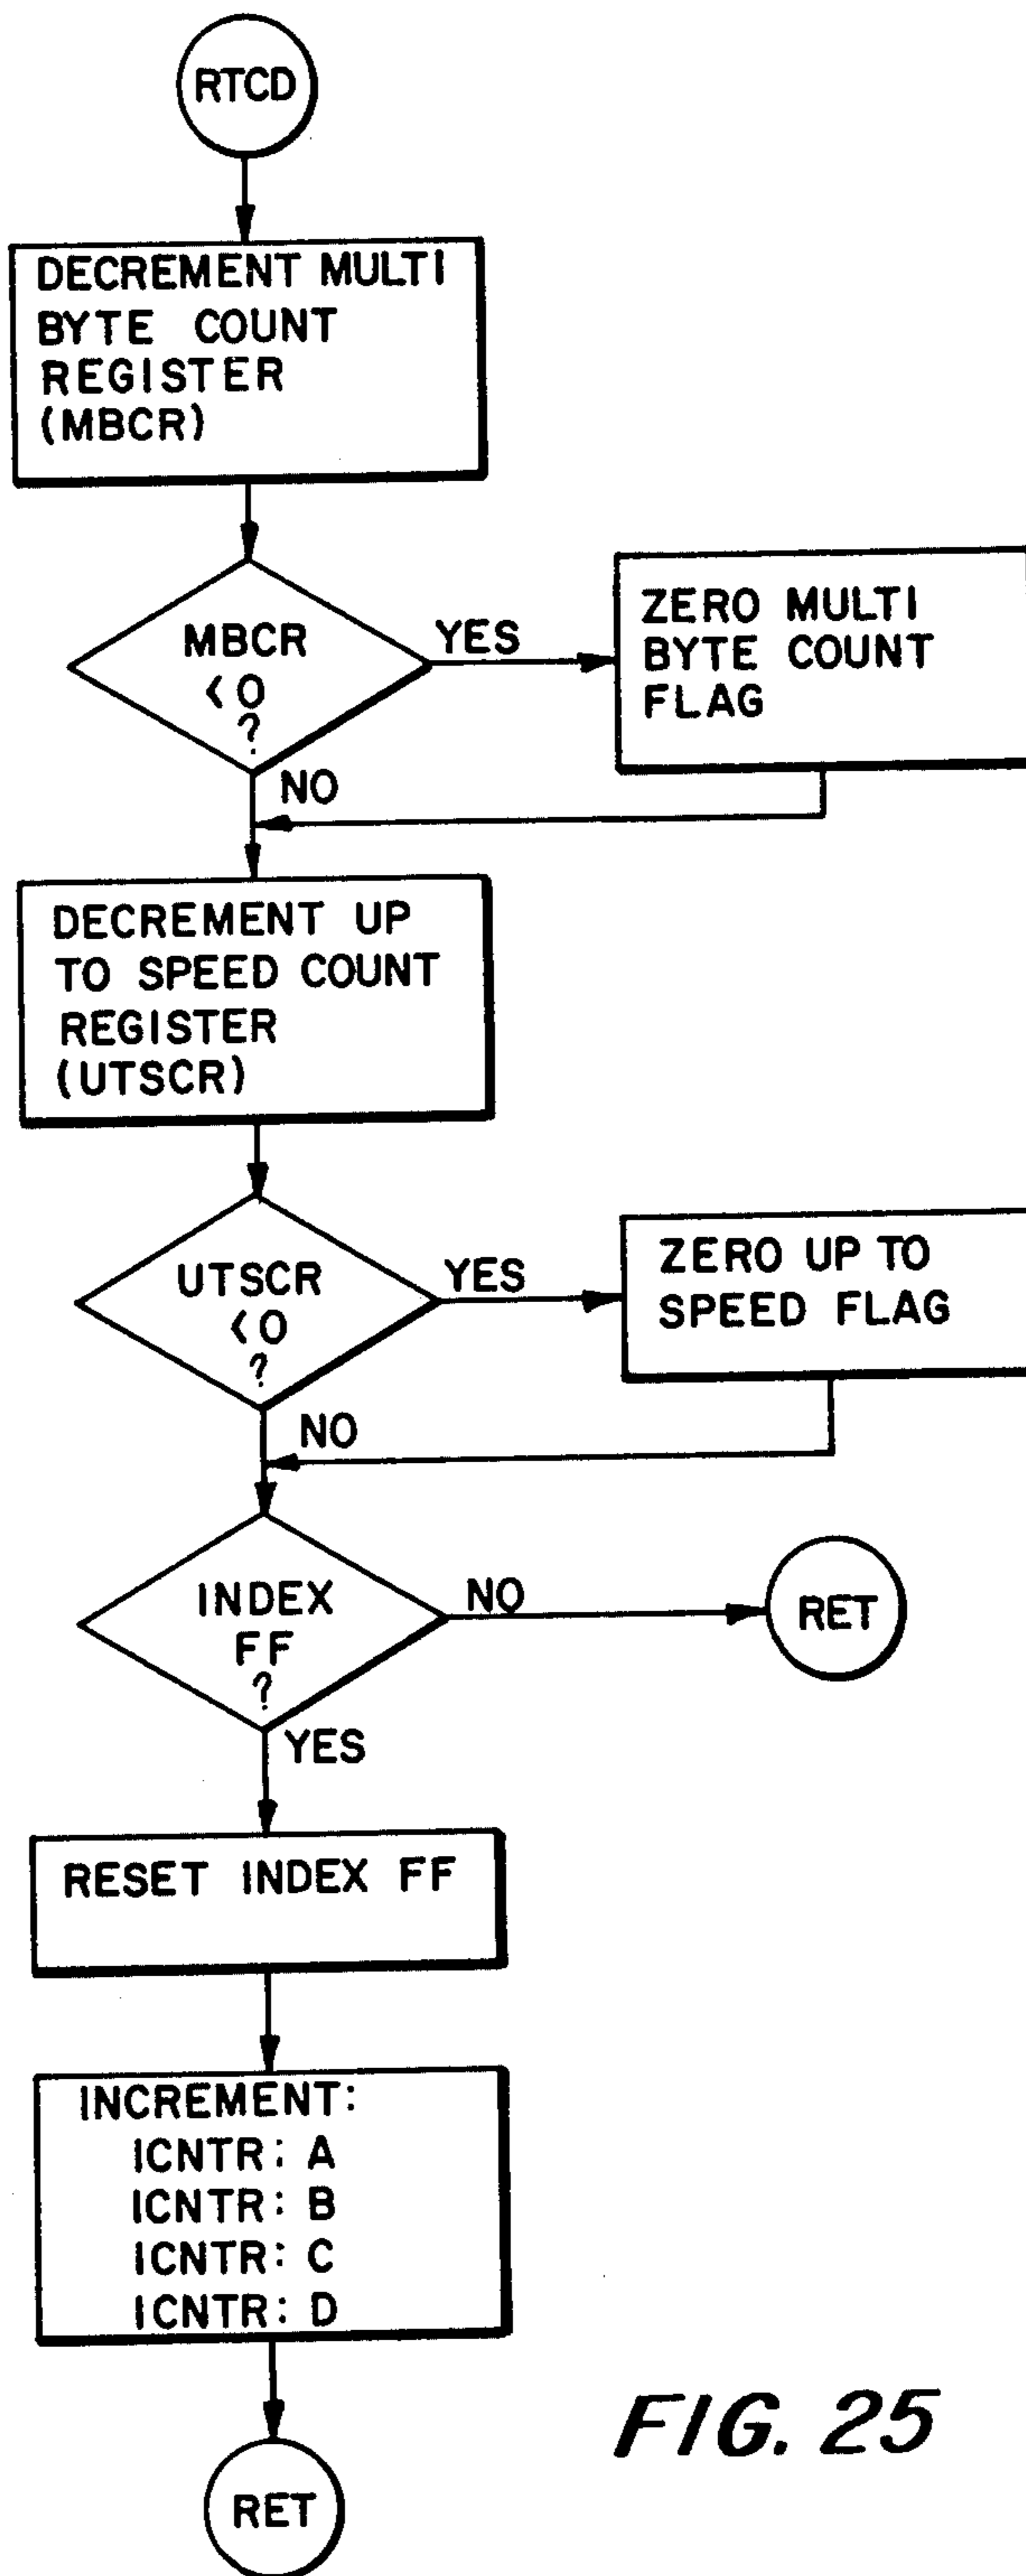 RTCD
DECREMENT MULTI
BYTE COUNT
REGISTER
(MBCR)
MBCR
<0
?
YES
ZERO MULTI
BYTE COUNT
FLAG
NO
DECREMENT UP
TO SPEED COUNT
REGISTER
(UTSCR)
UTSCR
<0
?
YES
ZERO UP TO
SPEED FLAG
NO
INDEX
FF
?
NO
RET
YES
RESET INDEX FF
INCREMENT:
ICNTR: A
ICNTR: B
ICNTR: C
ICNTR: D
RET
FIG. 25